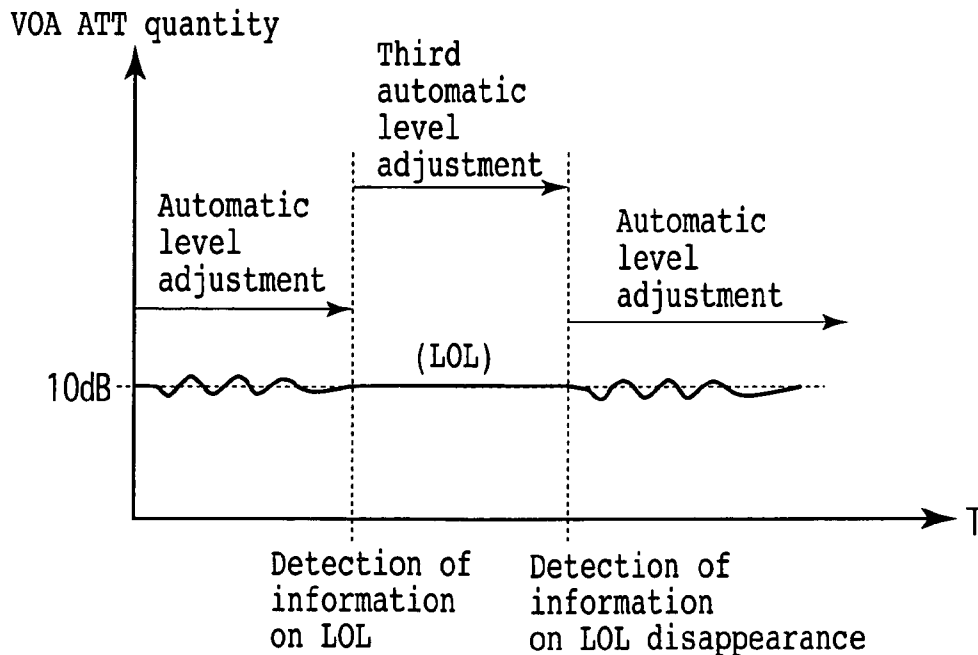 VOA ATT quantity
Third
automatic
level
adjustment
Automatic
level
adjustment
Automatic
level
adjustment
(LOL)
10dB
T
Detection of
information
on LOL
Detection of
information
on LOL disappearance